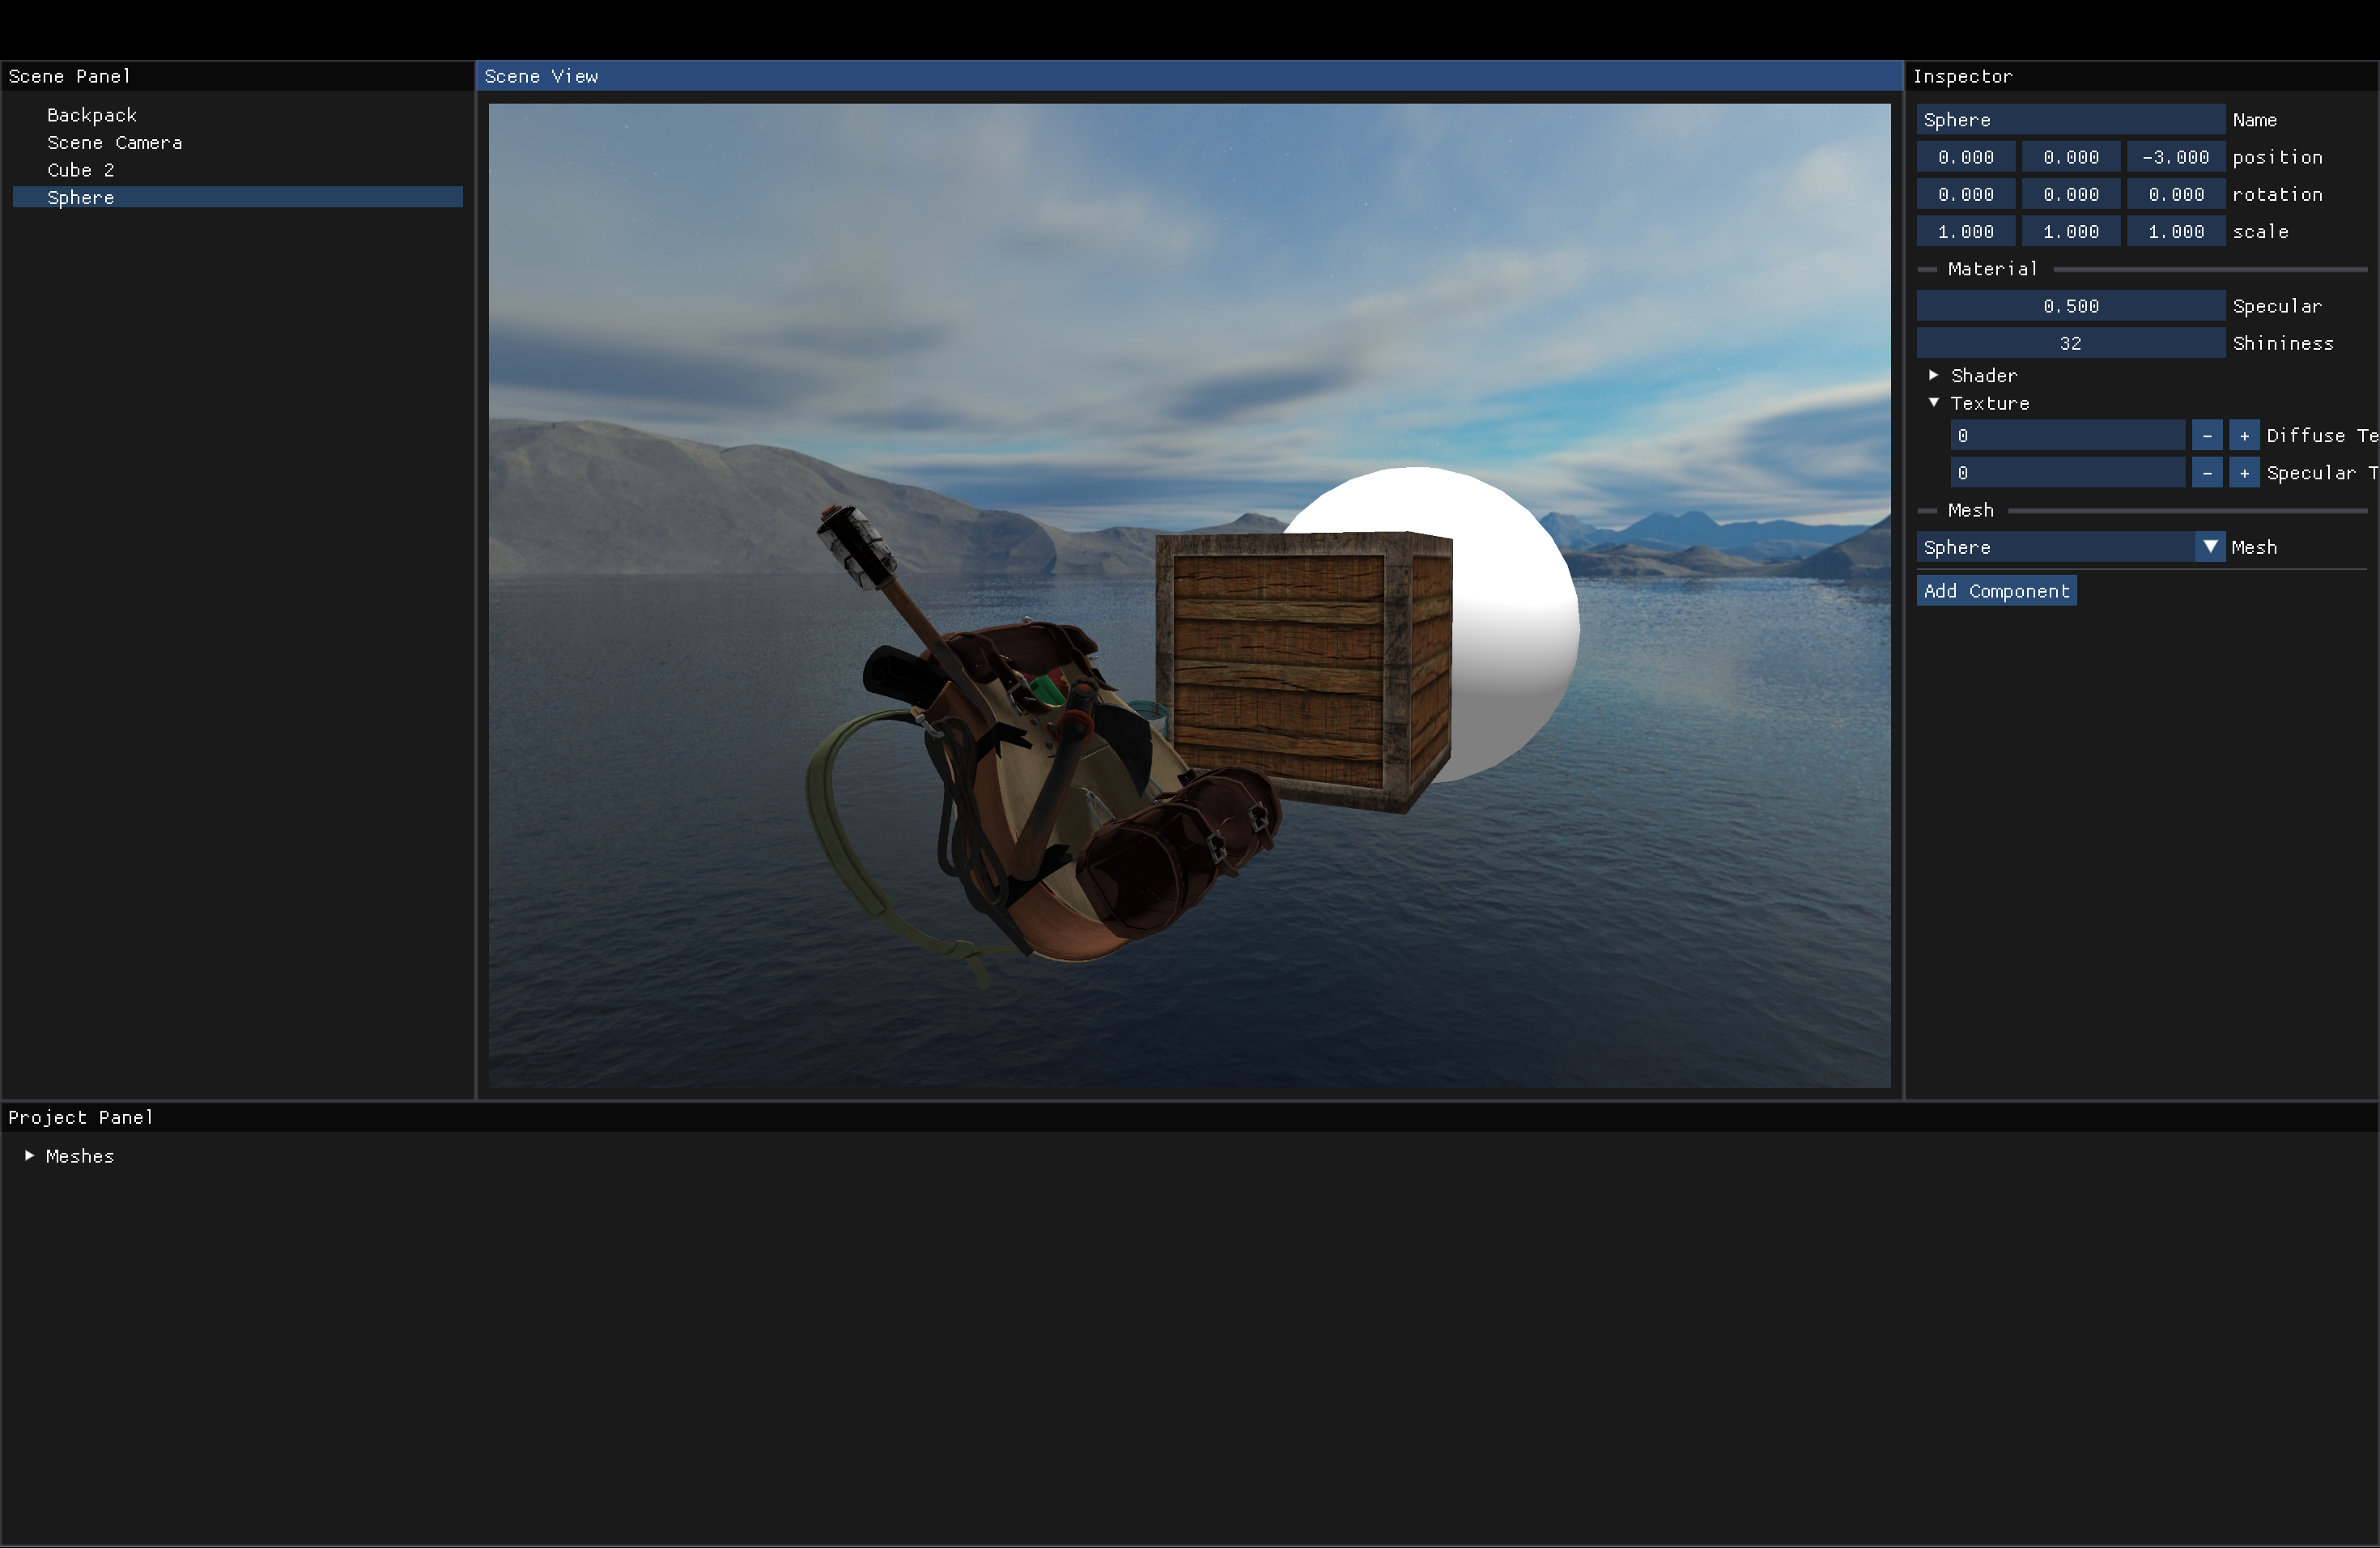 Scene Panel
Backpack
Scene Camera
Cube 2
Sphere
Scene View
Inspector
Sphere Name
0.000 0.000 -3.000 position
0.000 0.000 0.000 rotation
1.000 1.000 1.000 scale
Material
0.500 Specular
32 Shininess
Shader
Texture
0 - + Diffuse Te
0 - + Specular T
Mesh
Sphere Mesh
Add Component
Project Panel
Meshes